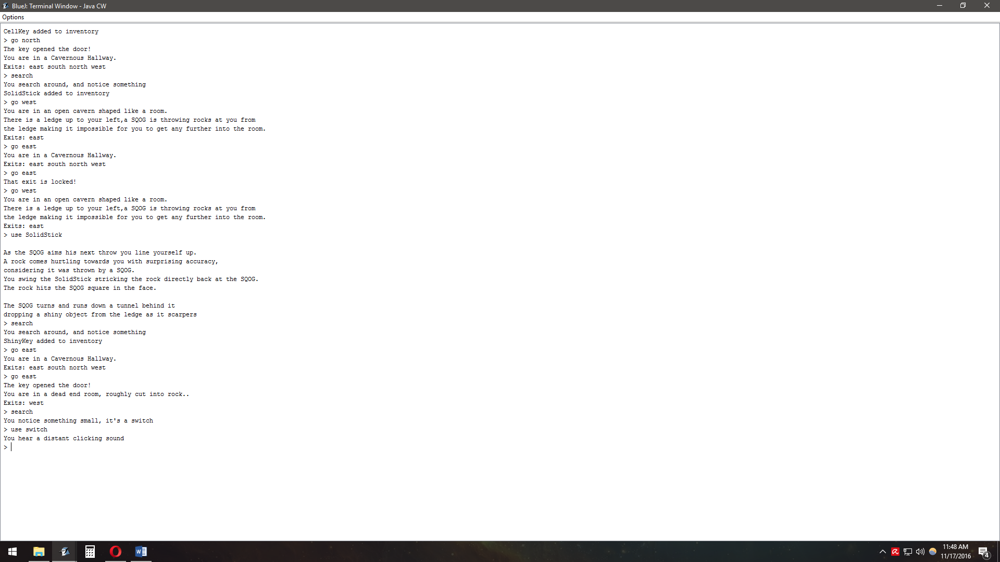 BlueJ: Terminal Window - Java CW
Options
CellKey added to inventory
> go north
The key opened the door!
You are in a Cavernous Hallway.
Exits: east south north west
> search
You search around, and notice something
SolidStick added to inventory
> go west
You are in an open cavern shaped like a room.
There is a ledge up to your left,a SQOG is throwing rocks at you from
the ledge making it impossible for you to get any further into the room.
Exits: east
> go east
You are in a Cavernous Hallway.
Exits: east south north west
> go east
That exit is locked!
> go west
You are in an open cavern shaped like a room.
There is a ledge up to your left,a SQOG is throwing rocks at you from
the ledge making it impossible for you to get any further into the room.
Exits: east
> use SolidStick
As the SQOG aims his next throw you line yourself up.
A rock comes hurtling towards you with surprising accuracy,
considering it was thrown by a SQOG.
You swing the SolidStick stricking the rock directly back at the SQOG.
The rock hits the SQOG square in the face.
The SQOG turns and runs down a tunnel behind it
dropping a shiny object from the ledge as it scarpers
> search
You search around, and notice something
ShinyKey added to inventory
> go east
You are in a Cavernous Hallway.
Exits: east south north west
> go east
The key opened the door!
You are in a dead end room, roughly cut into rock..
Exits: west
> search
You notice something small, it's a switch
> use switch
You hear a distant clicking sound
>
11:48 AM
11/17/2016
4